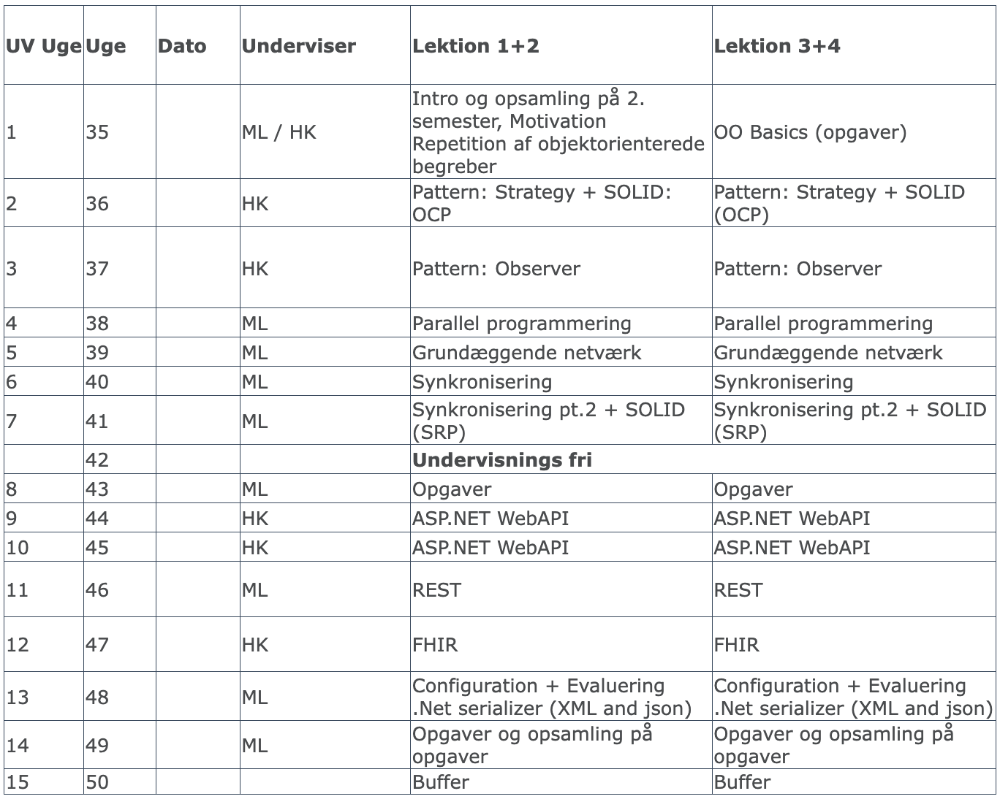 UV Uge Uge Dato Underviser Lektion 1+2 Lektion 3+4
1 35 ML / HK Intro og opsamling på 2.
semester, Motivation
Repetition af objektorienterede
begreber OO Basics (opgaver)
2 36 HK Pattern: Strategy + SOLID:
OCP Pattern: Strategy + SOLID
(OCP)
3 37 HK Pattern: Observer Pattern: Observer
4 38 ML Parallel programmering Parallel programmering
5 39 ML Grundæggende netværk Grundæggende netværk
6 40 ML Synkronisering Synkronisering
7 41 ML Synkronisering pt.2 + SOLID
(SRP) Synkronisering pt.2 + SOLID
(SRP)
42 Undervisnings fri
8 43 ML Opgaver Opgaver
9 44 HK ASP.NET WebAPI ASP.NET WebAPI
10 45 HK ASP.NET WebAPI ASP.NET WebAPI
11 46 ML REST REST
12 47 HK FHIR FHIR
13 48 ML Configuration + Evaluering
.Net serializer (XML and json) Configuration + Evaluering
.Net serializer (XML and json)
14 49 ML Opgaver og opsamling på
opgaver Opgaver og opsamling på
opgaver
15 50 Buffer Buffer